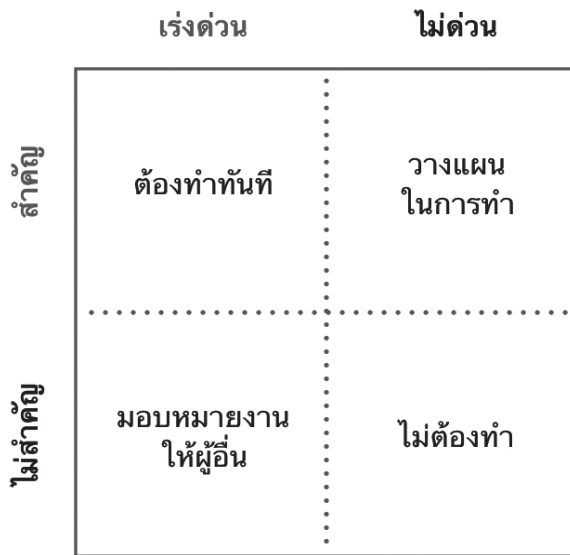 เร่งด่วน
ไม่ด่วน
สำคัญ
ต้องทำทันที
วางแผน
ในการทำ
ไม่สำคัญ
มอบหมายงาน
ให้ผู้อื่น
ไม่ต้องทำ